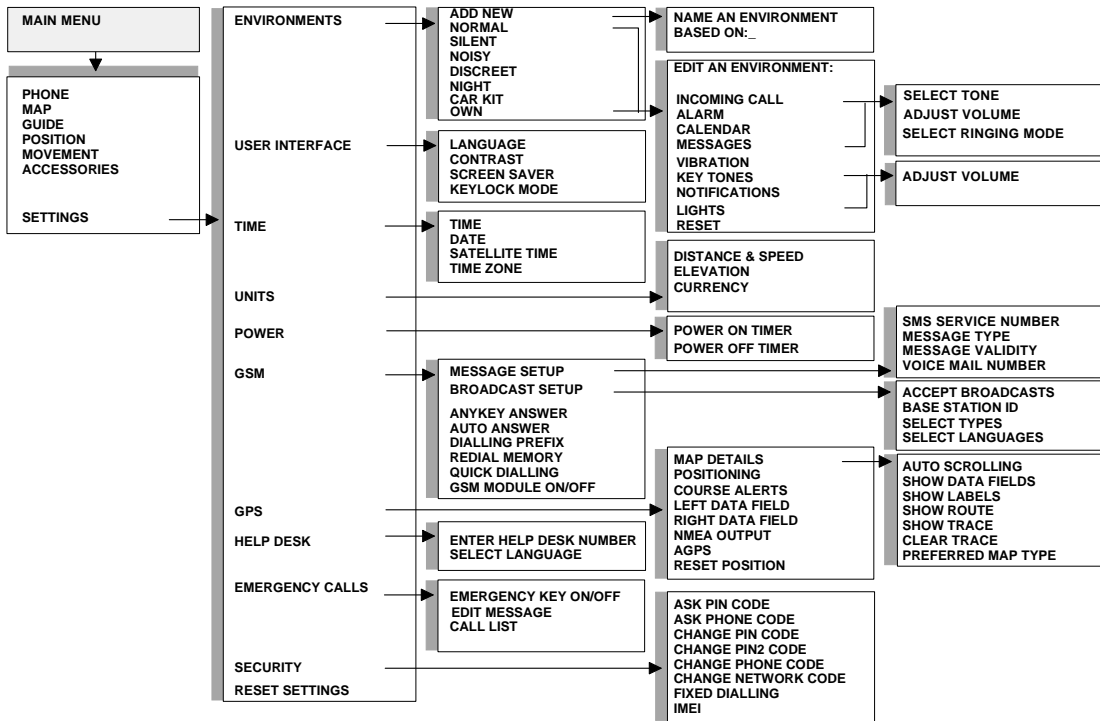 MAIN MENU
PHONE
MAP
GUIDE
POSITION
MOVEMENT
ACCESSORIES
SETTINGS
ENVIRONMENTS
USER INTERFACE
TIME
UNITS
POWER
GSM
GPS
HELP DESK
EMERGENCY CALLS
SECURITY
RESET SETTINGS
ADD NEW
NORMAL
SILENT
NOISY
DISCREET
NIGHT
CAR KIT
OWN
LANGUAGE
CONTRAST
SCREEN SAVER
KEYLOCK MODE
TIME
DATE
SATELLITE TIME
TIME ZONE
MESSAGE SETUP
BROADCAST SETUP
ANYKEY ANSWER
AUTO ANSWER
DIALLING PREFIX
REDIAL MEMORY
QUICK DIALLING
GSM MODULE ON/OFF
ENTER HELP DESK NUMBER
SELECT LANGUAGE
EMERGENCY KEY ON/OFF
EDIT MESSAGE
CALL LIST
NAME AN ENVIRONMENT
BASED ON:_
EDIT AN ENVIRONMENT:
INCOMING CALL
ALARM
CALENDAR
MESSAGES
VIBRATION
KEY TONES
NOTIFICATIONS
LIGHTS
RESET
DISTANCE & SPEED
ELEVATION
CURRENCY
POWER ON TIMER
POWER OFF TIMER
MAP DETAILS
POSITIONING
COURSE ALERTS
LEFT DATA FIELD
RIGHT DATA FIELD
NMEA OUTPUT
AGPS
RESET POSITION
ASK PIN CODE
ASK PHONE CODE
CHANGE PIN CODE
CHANGE PIN2 CODE
CHANGE PHONE CODE
CHANGE NETWORK CODE
FIXED DIALLING
IMEI
SELECT TONE
ADJUST VOLUME
SELECT RINGING MODE
ADJUST VOLUME
SMS SERVICE NUMBER
MESSAGE TYPE
MESSAGE VALIDITY
VOICE MAIL NUMBER
ACCEPT BROADCASTS
BASE STATION ID
SELECT TYPES
SELECT LANGUAGES
AUTO SCROLLING
SHOW DATA FIELDS
SHOW LABELS
SHOW ROUTE
SHOW TRACE
CLEAR TRACE
PREFERRED MAP TYPE